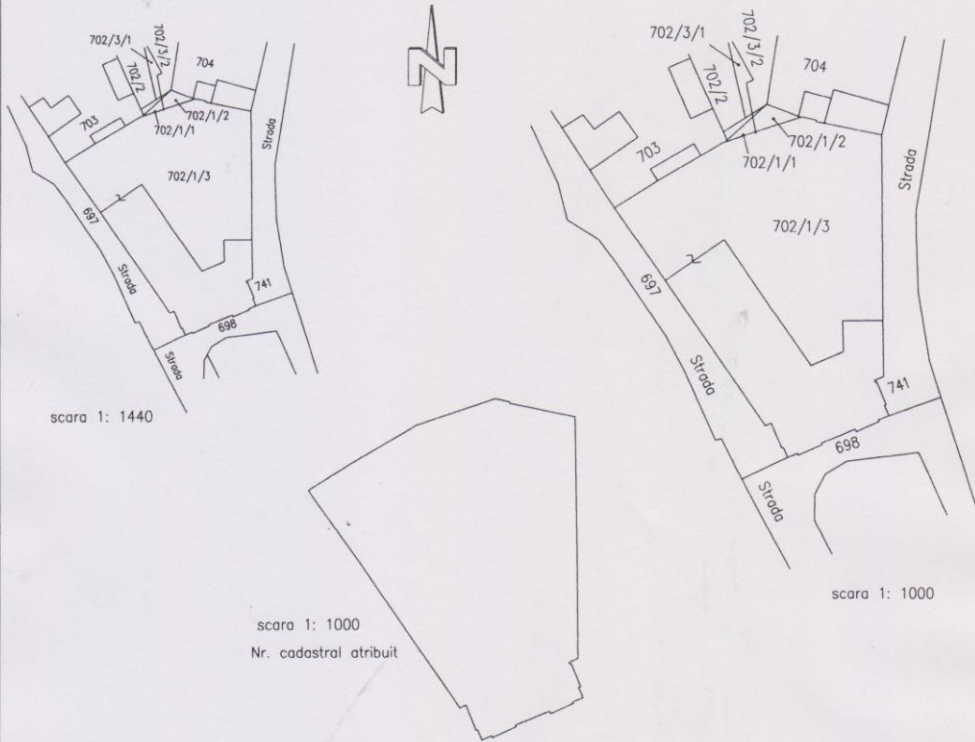 702/3/1
702/3/2
702/2
704
703
702/1/1
702/1/2
702/1/3
Strada
697
Strada
741
698
Strada
scara 1: 1440
N
702/3/1
702/3/2
702/2
704
703
702/1/1
702/1/2
702/1/3
Strada
697
Strada
741
698
Strada
scara 1: 1000
scara 1: 1000
Nr. cadastral atribuit